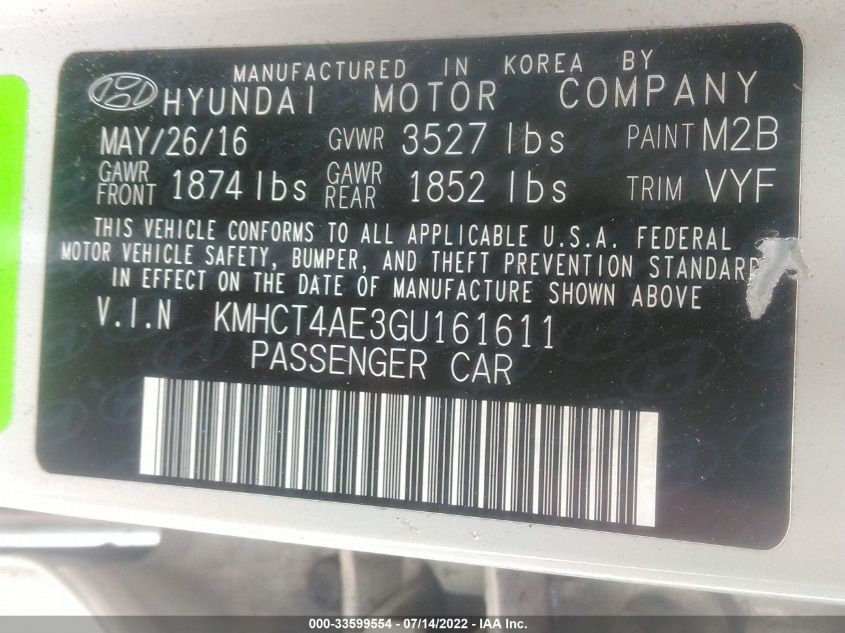 MANUFACTURED IN KOREA BY
HYUNDAI MOTOR COMPANY
MAY/26/16 GVWR 3527 lbs PAINT M2B
GAWR FRONT 1874 lbs GAWR REAR 1852 lbs TRIM VYF
THIS VEHICLE CONFORMS TO ALL APPLICABLE U.S.A. FEDERAL
MOTOR VEHICLE SAFETY, BUMPER, AND THEFT PREVENTION STANDARD
IN EFFECT ON THE DATE OF MANUFACTURE SHOWN ABOVE
V.I.N KMHCT4AE3GU161611
PASSENGER CAR
000-33599554 - 07/14/2022 - IAA Inc.